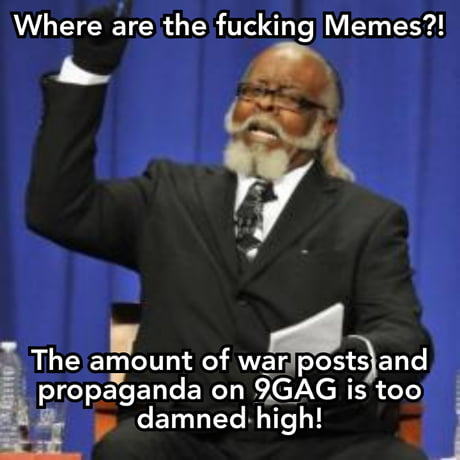 Where are the fucking Memes?!
The amount of war posts and
propaganda on 9GAG is too
damned high!